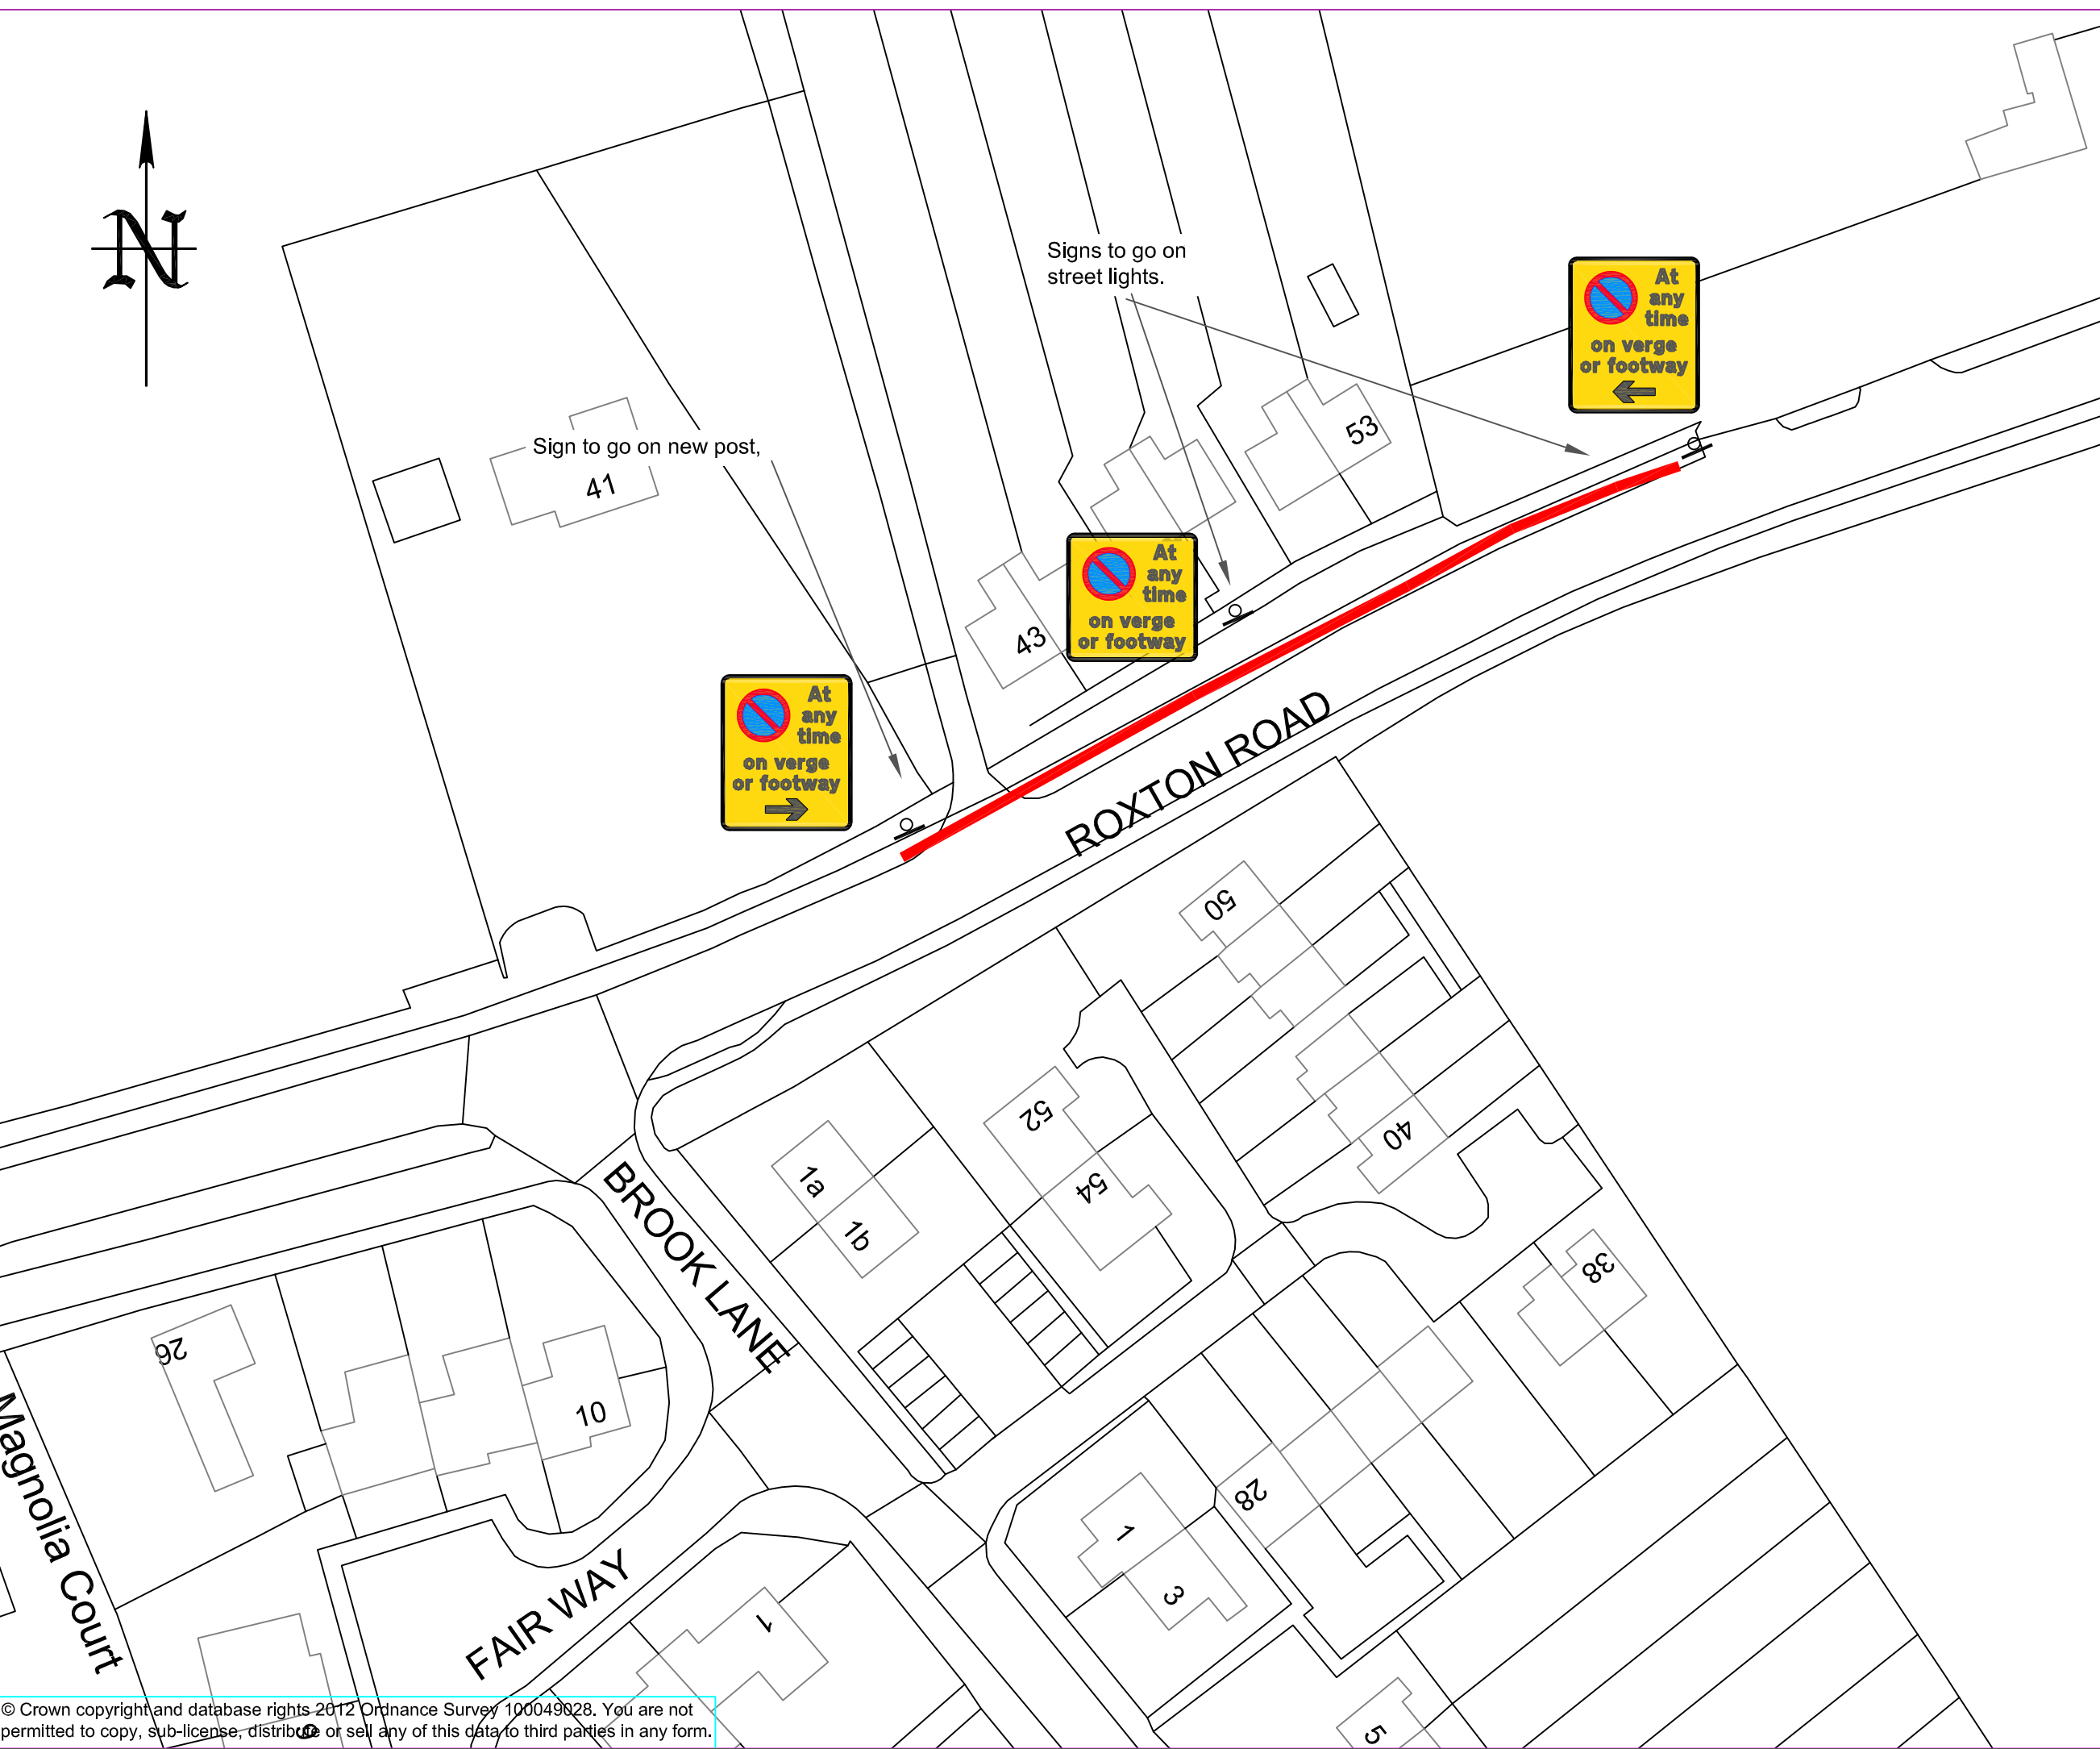 N
Signs to go on
street lights.
At
any
time
on verge
or footway
Sign to go on new post,
41
53
At
any
time
on verge
or footway
43
At
any
time
on verge
or footway
ROXTON ROAD
50
52
40
54
1a
1b
BROOK LANE
38
26
10
28
Magnolia Court
1
3
FAIR WAY
1
5
© Crown copyright and database rights 2012 Ordnance Survey 100049028. You are not
permitted to copy, sub-license, distribute or sell any of this data to third parties in any form.